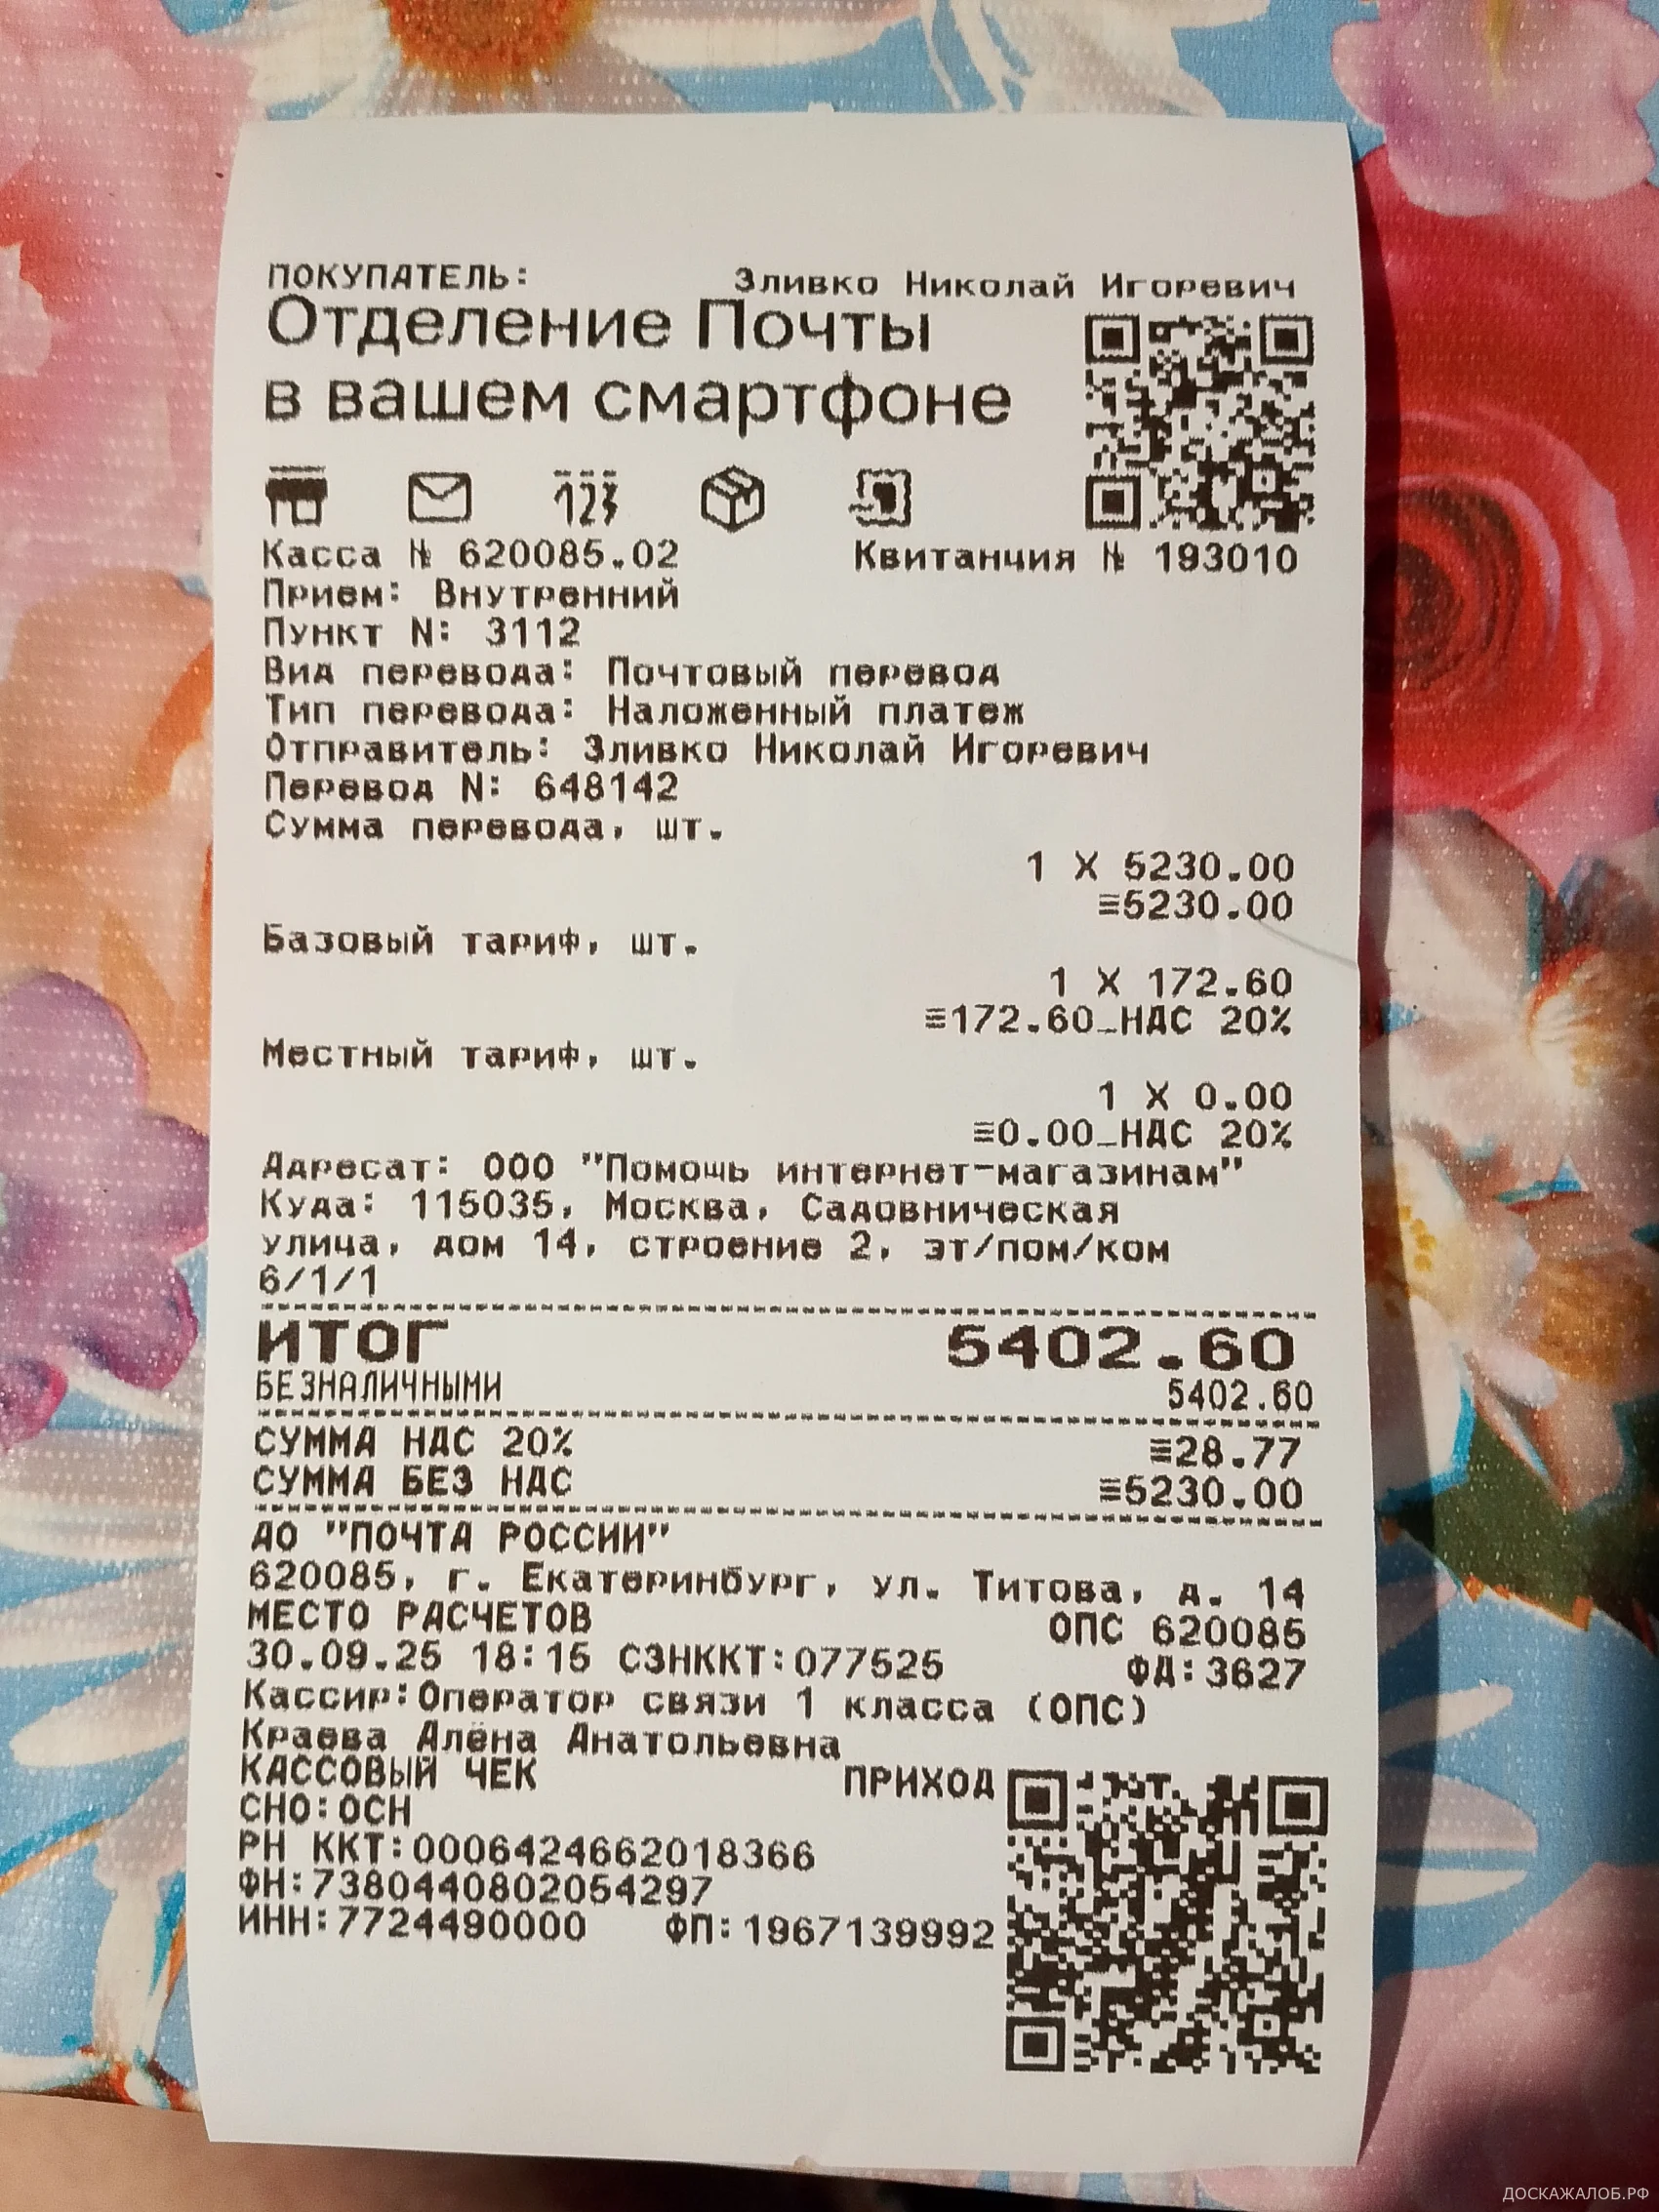 ПОКУПАТЕЛЬ: Зливко Николай Игоревич
Отделение Почты
в вашем смартфоне
123
Касса № 620085.02 Квитанция № 193010
Прием: Внутренний
Пункт N: 3112
Вид перевода: Почтовый перевод
Тип перевода: Наложенный платеж
Отправитель: Зливко Николай Игоревич
Перевод N: 648142
Сумма перевода, шт.
1 X 5230.00
≡5230.00
Базовый тариф, шт.
1 X 172.60
≡172.60_НДС 20%
Местный тариф, шт.
1 X 0.00
≡0.00_НДС 20%
Адресат: ООО "Помощь интернет-магазинам"
Куда: 115035, Москва, Садовническая
улица, дом 14, строение 2, эт/пом/ком
6/1/1
ИТОГ 5402.60
БЕЗНАЛИЧНЫМИ 5402.60
СУММА НДС 20% ≡28.77
СУММА БЕЗ НДС ≡5230.00
АО "ПОЧТА РОССИИ"
620085, г. Екатеринбург, ул. Титова, д. 14
МЕСТО РАСЧЕТОВ ОПС 620085
30.09.25 18:15 СЗНККТ:077525 ФД:3627
Кассир:Оператор связи 1 класса (ОПС)
Краева Алёна Анатольевна
КАССОВЫЙ ЧЕК ПРИХОД
СНО:ОСН
РН ККТ:0006424662018366
ФН:7380440802054297
ИНН:7724490000 ФП:1967139992
ДОСКАЖАЛОБ.РФ